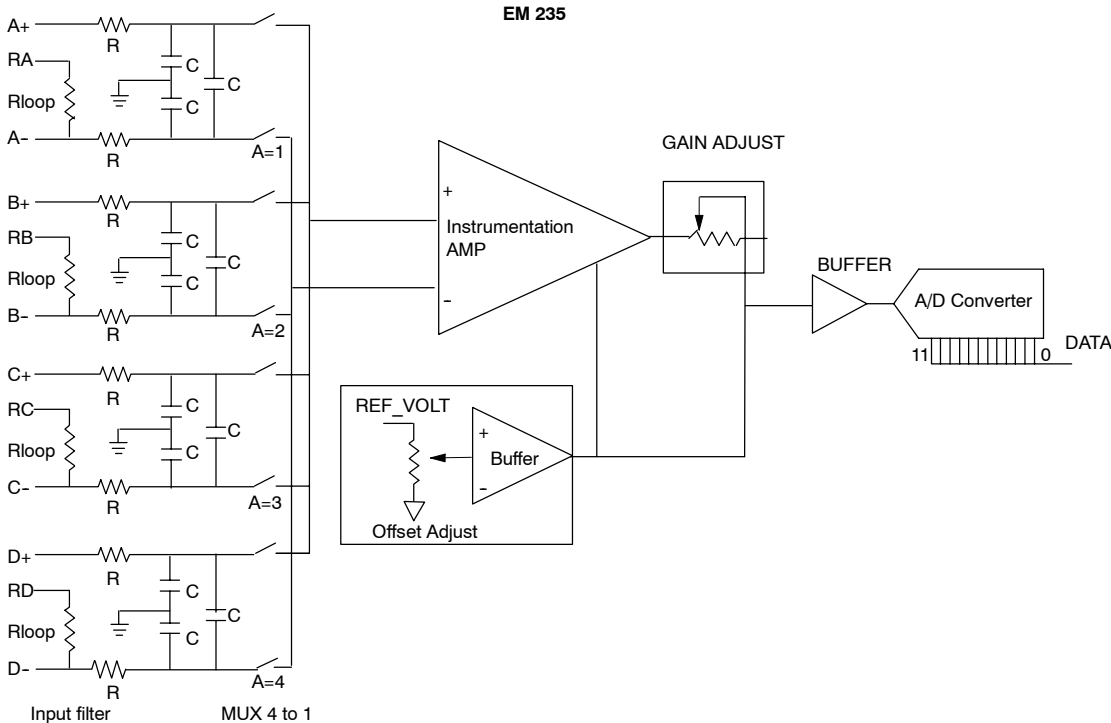 EM 235
A+
R
RA
C
Rloop
C
C
A-
R
A=1
B+
R
RB
C
Rloop
C
C
B-
R
A=2
C+
R
RC
C
Rloop
C
C
C-
R
A=3
D+
R
RD
C
Rloop
C
C
D-
R
A=4
Input filter
MUX 4 to 1
+
Instrumentation
AMP
-
GAIN ADJUST
BUFFER
A/D Converter
11
0
DATA
REF_VOLT
+
Buffer
-
Offset Adjust